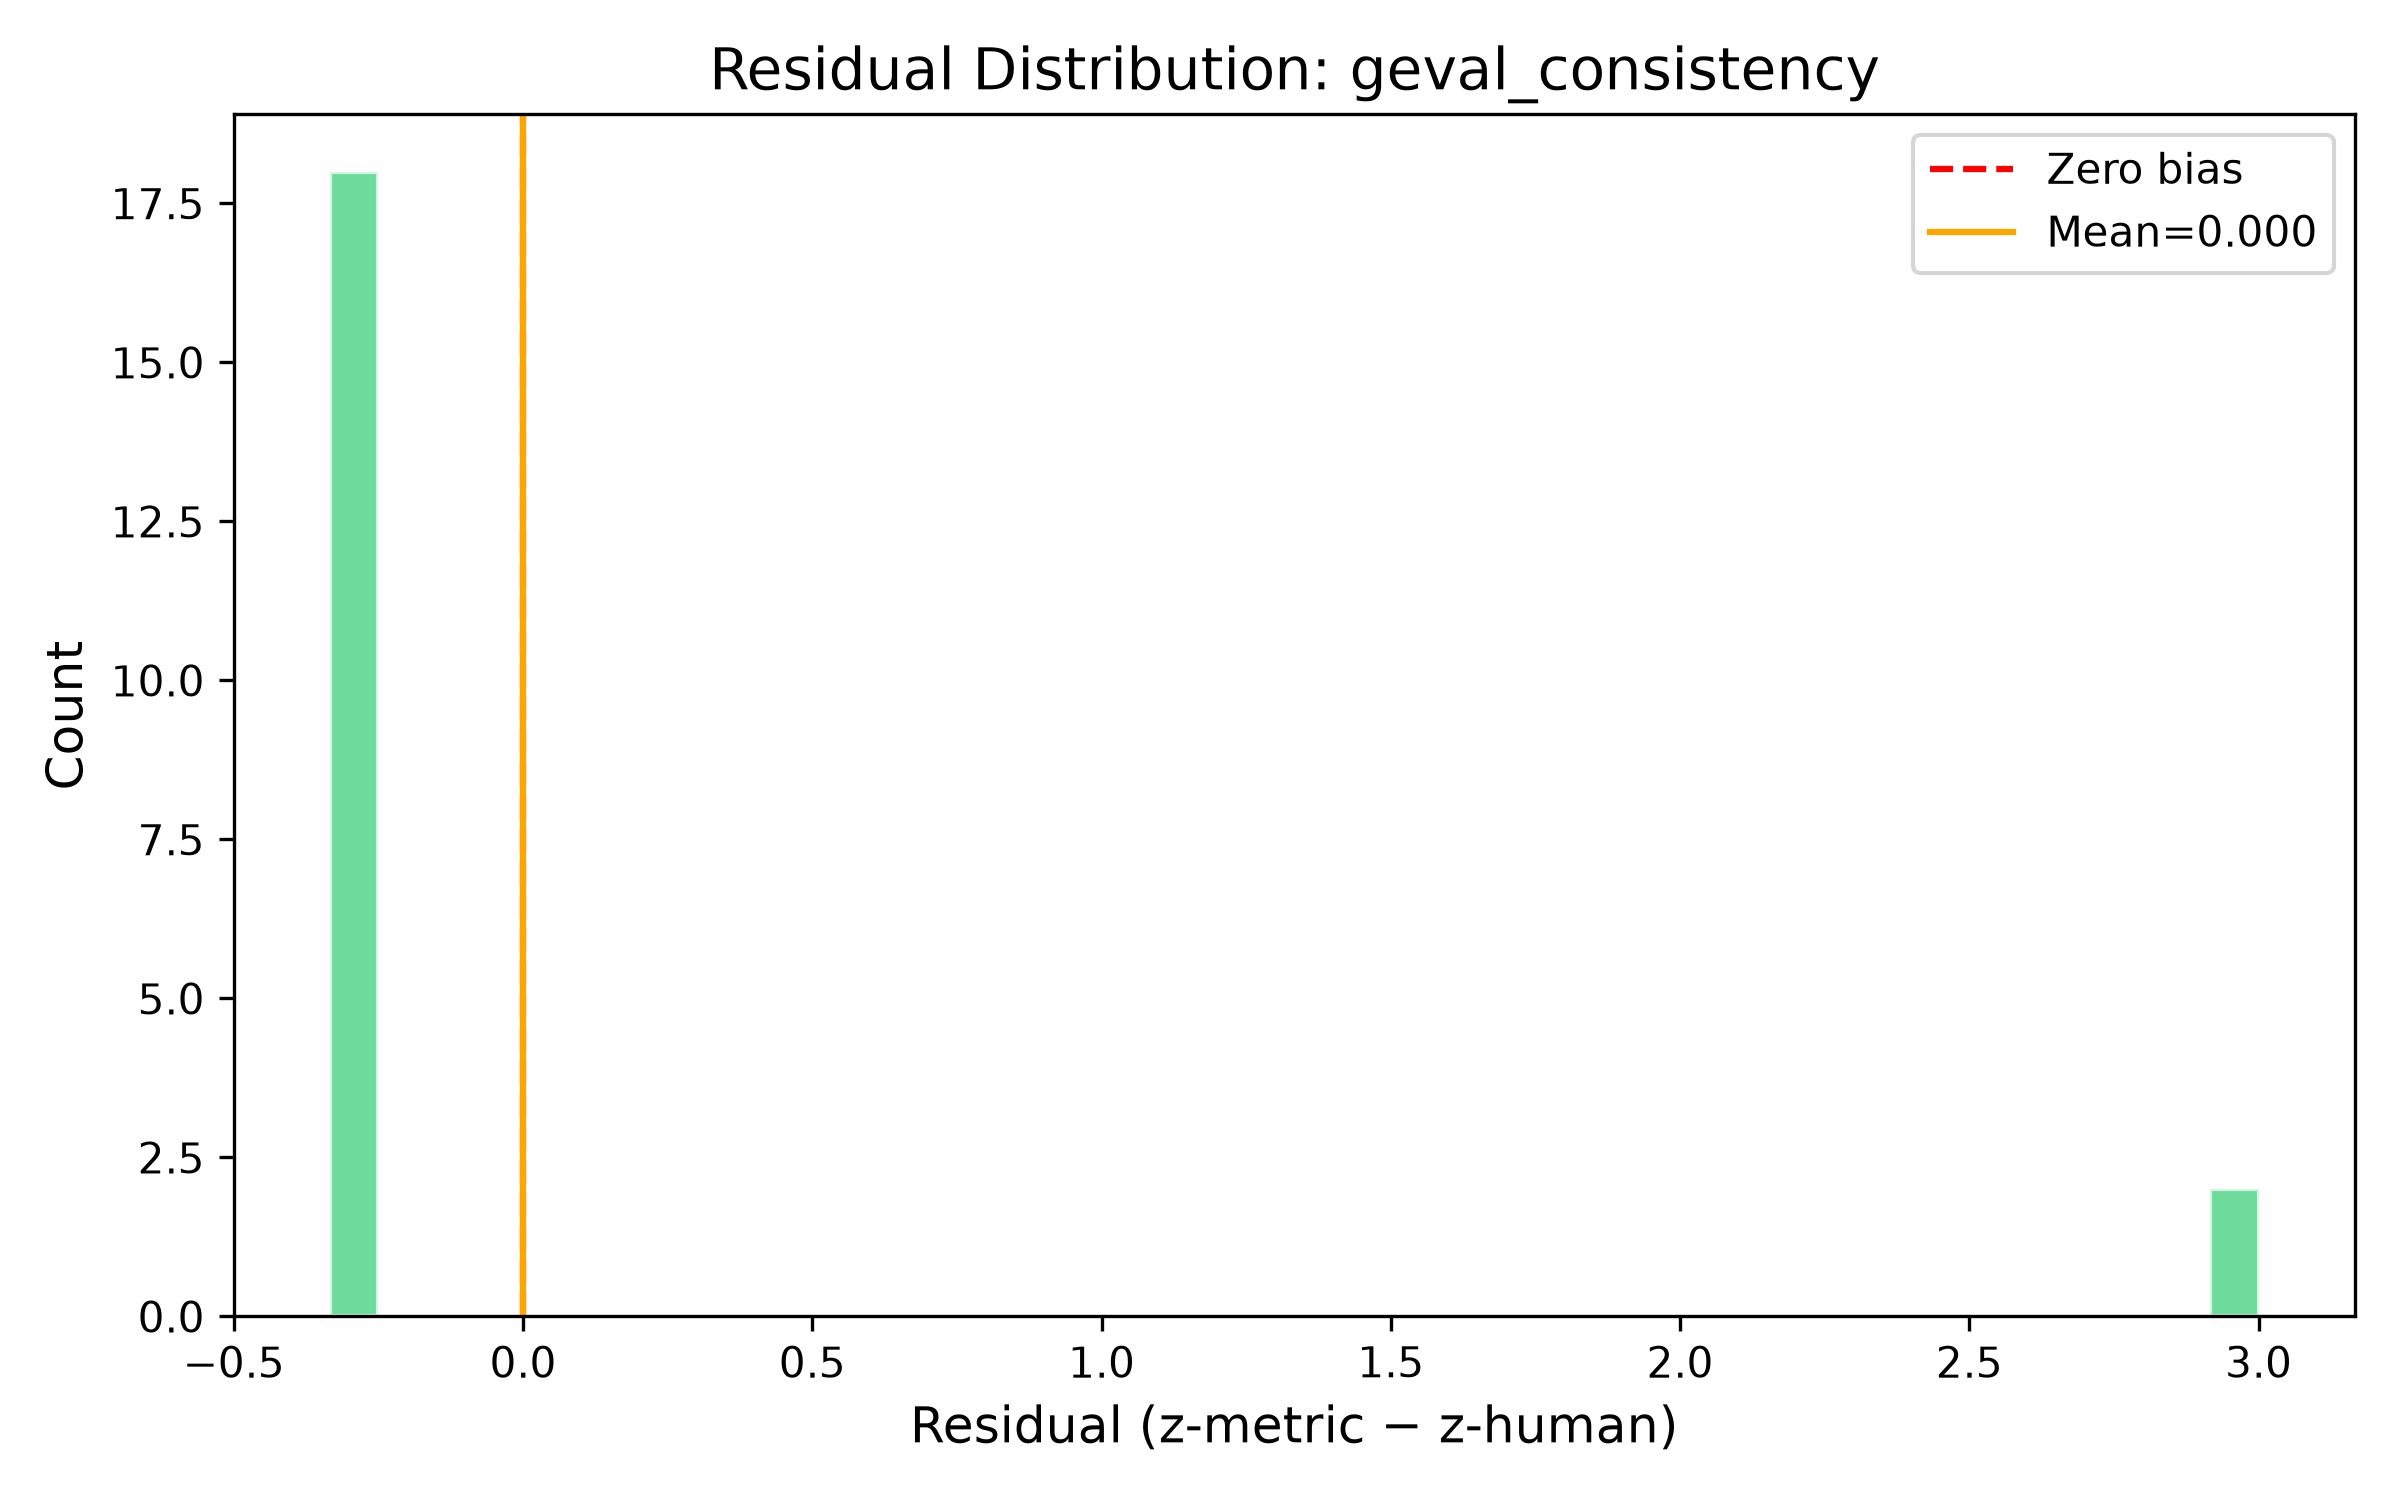 Residual Distribution: geval_consistency
Zero bias
Mean=0.000
Count
17.5
15.0
12.5
10.0
7.5
5.0
2.5
0.0
−0.5 0.0 0.5 1.0 1.5 2.0 2.5 3.0
Residual (z-metric − z-human)